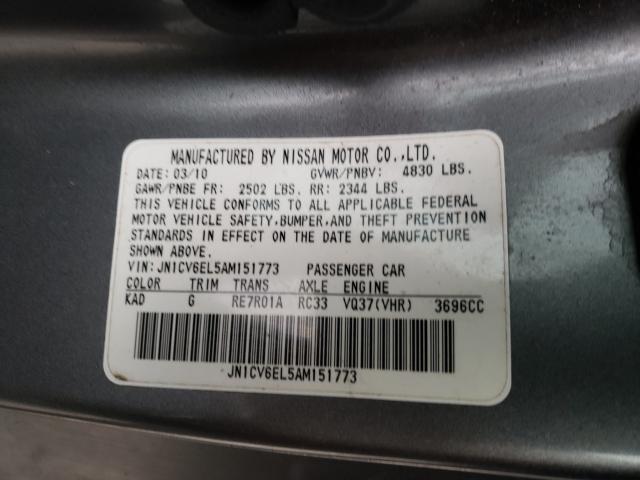 MANUFACTURED BY NISSAN MOTOR CO.,LTD.
DATE: 03/10 GVWR/PNBV: 4830 LBS.
GAWR/PNBE FR: 2502 LBS. RR: 2344 LBS.
THIS VEHICLE CONFORMS TO ALL APPLICABLE FEDERAL
MOTOR VEHICLE SAFETY,BUMPER,AND THEFT PREVENTION
STANDARDS IN EFFECT ON THE DATE OF MANUFACTURE
SHOWN ABOVE.
VIN:JN1CV6EL5AM151773 PASSENGER CAR
COLOR TRIM TRANS AXLE ENGINE
KAD G RE7R01A RC33 VQ37(VHR) 3696CC
JN1CV6EL5AM151773